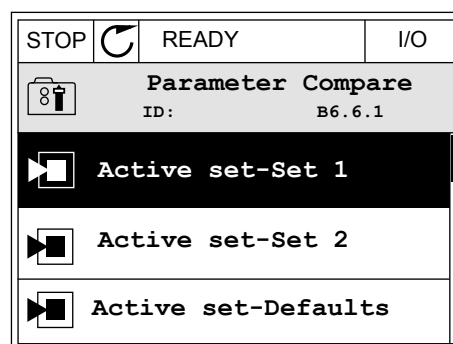 STOP READY I/O
Parameter Compare
ID: B6.6.1
Active set-Set 1
Active set-Set 2
Active set-Defaults